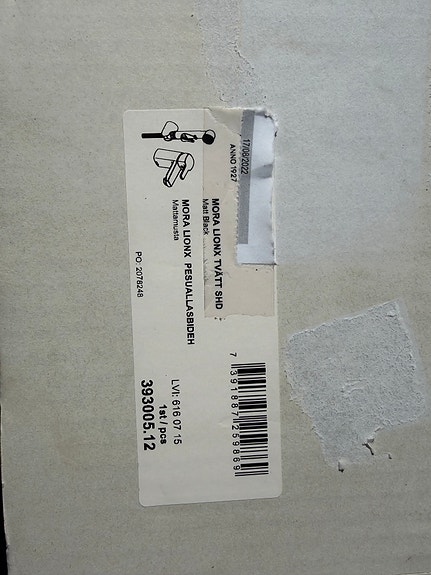 17/08/2022
ANNO 1927
MORA LIONX TVÄTT SHD
Matt Black
MORA LIONX PESUALLASBIDEH
Mattamusta
PO: 2078248
LVI: 616 07 15
1st / pcs
393005.12
7 391887 259869